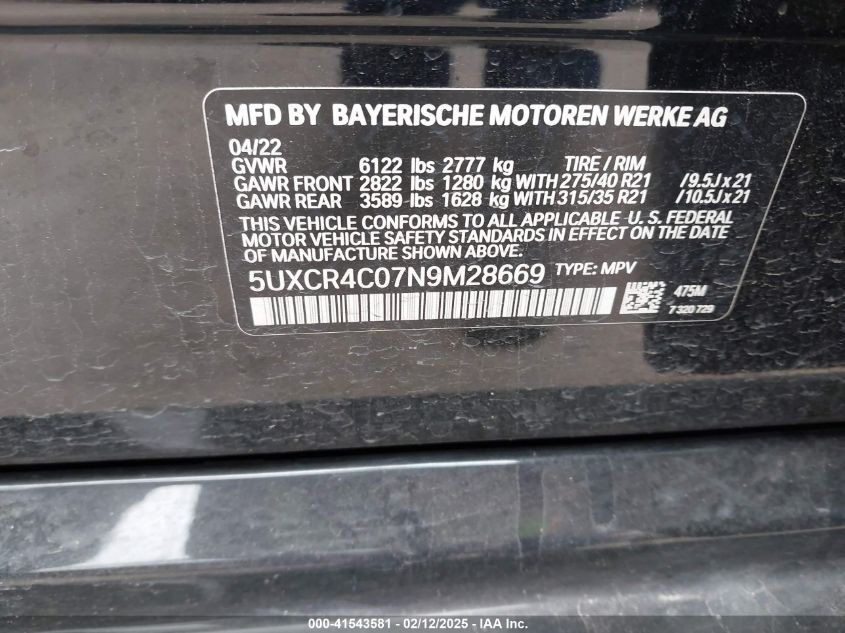 MFD BY BAYERISCHE MOTOREN WERKE AG
04/22
GVWR 6122 lbs 2777 kg TIRE / RIM
GAWR FRONT 2822 lbs 1280 kg WITH 275/40 R21 /9.5J x 21
GAWR REAR 3589 lbs 1628 kg WITH 315/35 R21 /10.5J x 21
THIS VEHICLE CONFORMS TO ALL APPLICABLE U.S. FEDERAL
MOTOR VEHICLE SAFETY STANDARDS IN EFFECT ON THE DATE
OF MANUFACTURE SHOWN ABOVE.
5UXCR4C07N9M28669 TYPE: MPV
475M
7 320 729
000-41543581 - 02/12/2025 - IAA Inc.